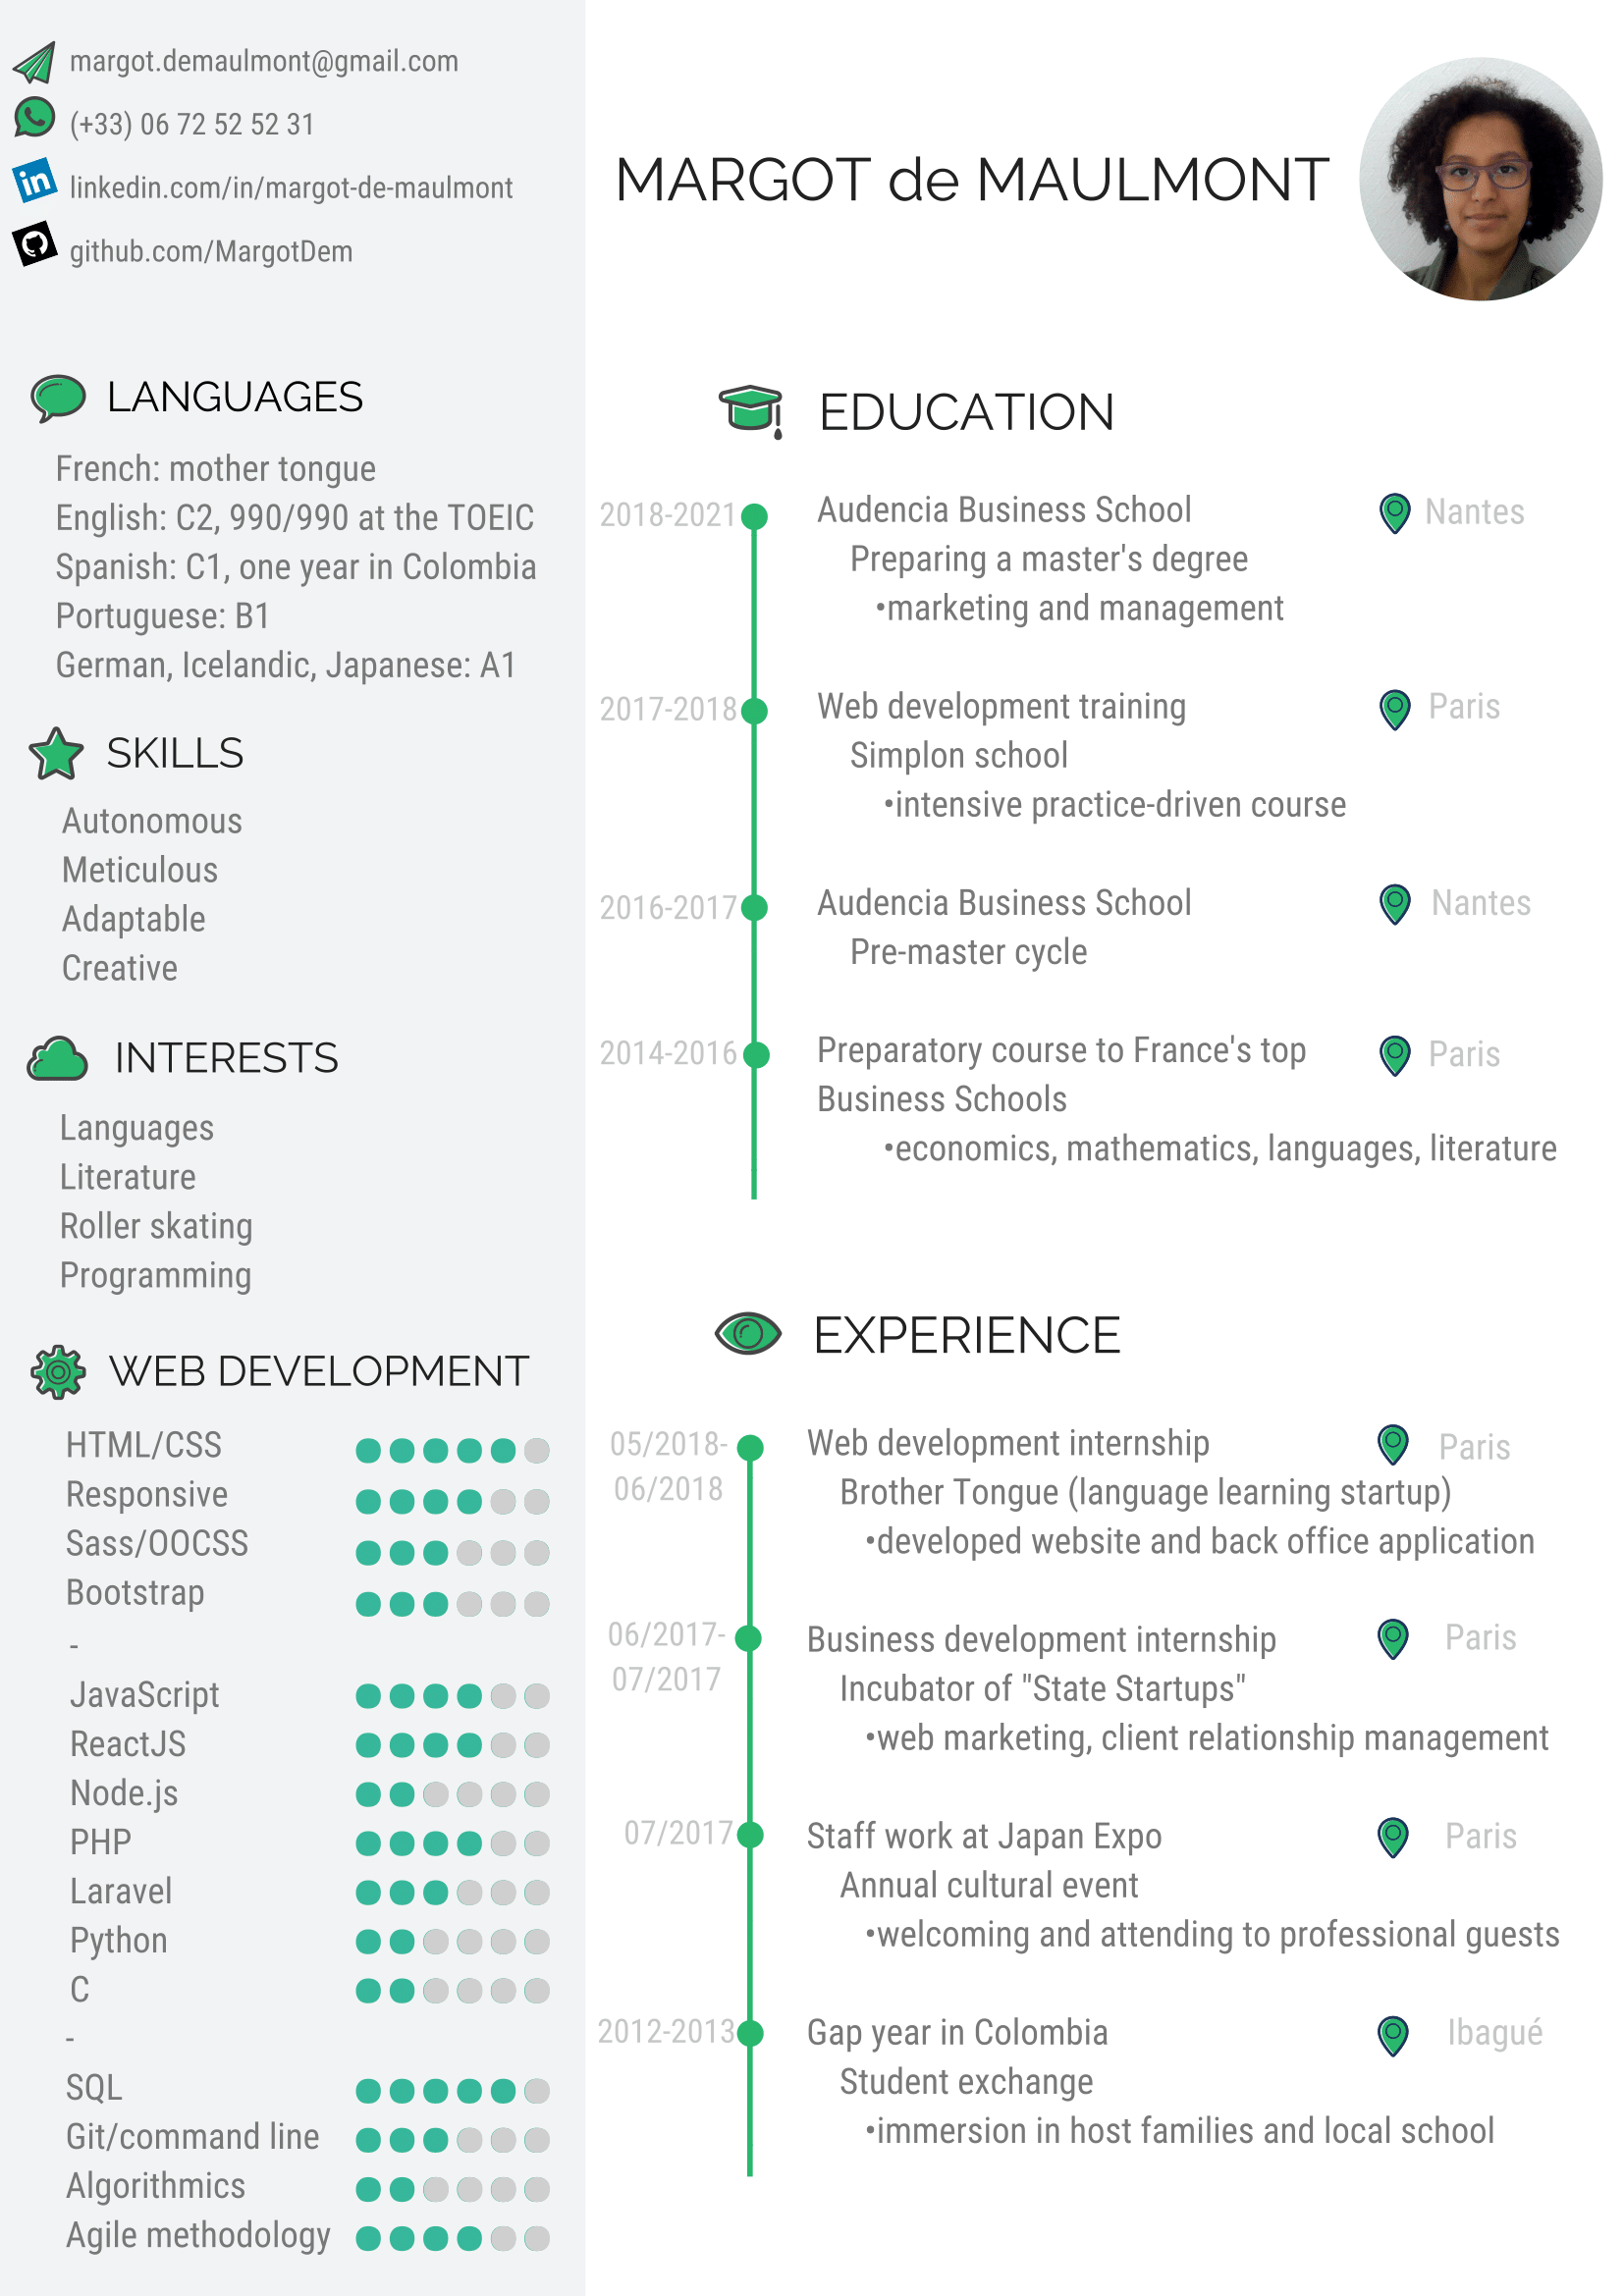 margot.demaulmont@gmail.com
(+33) 06 72 52 52 31
linkedin.com/in/margot-de-maulmont
github.com/MargotDem
LANGUAGES
French: mother tongue
English: C2, 990/990 at the TOEIC
Spanish: C1, one year in Colombia
Portuguese: B1
German, Icelandic, Japanese: A1
SKILLS
Autonomous
Meticulous
Adaptable
Creative
INTERESTS
Languages
Literature
Roller skating
Programming
WEB DEVELOPMENT
HTML/CSS
Responsive
Sass/OOCSS
Bootstrap
-
JavaScript
ReactJS
Node.js
PHP
Laravel
Python
C
-
SQL
Git/command line
Algorithmics
Agile methodology
MARGOT de MAULMONT
EDUCATION
2018-2021 Audencia Business School Nantes
Preparing a master's degree
•marketing and management
2017-2018 Web development training Paris
Simplon school
•intensive practice-driven course
2016-2017 Audencia Business School Nantes
Pre-master cycle
2014-2016 Preparatory course to France's top Paris
Business Schools
•economics, mathematics, languages, literature
EXPERIENCE
05/2018- Web development internship Paris
06/2018 Brother Tongue (language learning startup)
•developed website and back office application
06/2017- Business development internship Paris
07/2017 Incubator of "State Startups"
•web marketing, client relationship management
07/2017 Staff work at Japan Expo Paris
Annual cultural event
•welcoming and attending to professional guests
2012-2013 Gap year in Colombia Ibagué
Student exchange
•immersion in host families and local school